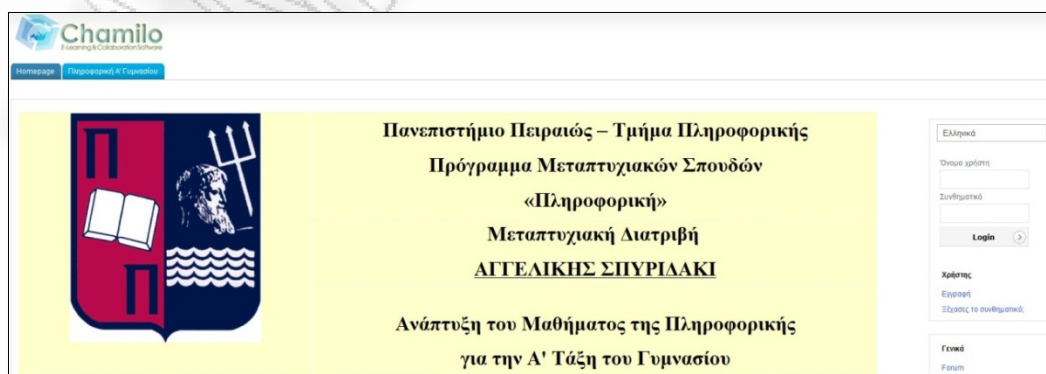 Chamilo
E-Learning & Collaboration Software
Homepage
Πληροφορική Α' Γυμνασίου
Π
Π
Πανεπιστήμιο Πειραιώς – Τμήμα Πληροφορικής
Πρόγραμμα Μεταπτυχιακών Σπουδών
«Πληροφορική»
Μεταπτυχιακή Διατριβή
ΑΓΓΕΛΙΚΗΣ ΣΠΥΡΙΔΑΚΙ
Ανάπτυξη του Μαθήματος της Πληροφορικής
για την Α' Τάξη του Γυμνασίου
Ελληνικά
Όνομα χρήστη
Συνθηματικό
Login
Χρήστης
Εγγραφή
Ξέχασες το συνθηματικό;
Γενικά
Forum